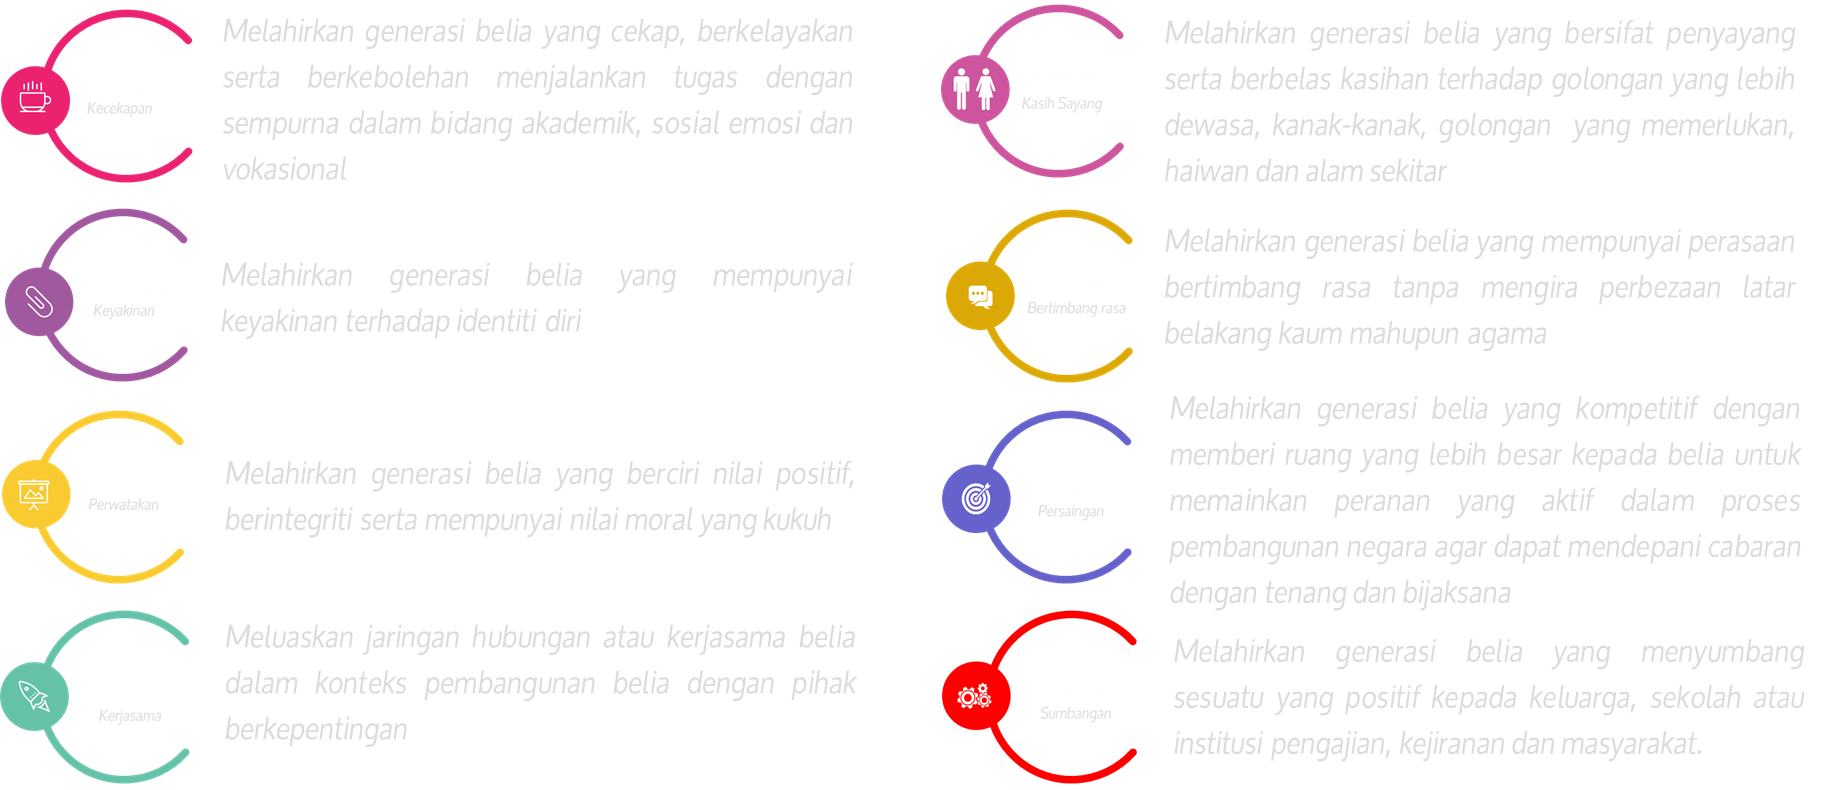 Kecekapan
Melahirkan generasi belia yang cekap, berkelayakan
serta berkebolehan menjalankan tugas dengan
sempurna dalam bidang akademik, sosial emosi dan
vokasional
Keyakinan
Melahirkan generasi belia yang mempunyai
keyakinan terhadap identiti diri
Perwatakan
Melahirkan generasi belia yang berciri nilai positif,
berintegriti serta mempunyai nilai moral yang kukuh
Kerjasama
Meluaskan jaringan hubungan atau kerjasama belia
dalam konteks pembangunan belia dengan pihak
berkepentingan
Kasih Sayang
Melahirkan generasi belia yang bersifat penyayang
serta berbelas kasihan terhadap golongan yang lebih
dewasa, kanak-kanak, golongan yang memerlukan,
haiwan dan alam sekitar
Bertimbang rasa
Melahirkan generasi belia yang mempunyai perasaan
bertimbang rasa tanpa mengira perbezaan latar
belakang kaum mahupun agama
Persaingan
Melahirkan generasi belia yang kompetitif dengan
memberi ruang yang lebih besar kepada belia untuk
memainkan peranan yang aktif dalam proses
pembangunan negara agar dapat mendepani cabaran
dengan tenang dan bijaksana
Sumbangan
Melahirkan generasi belia yang menyumbang
sesuatu yang positif kepada keluarga, sekolah atau
institusi pengajian, kejiranan dan masyarakat.